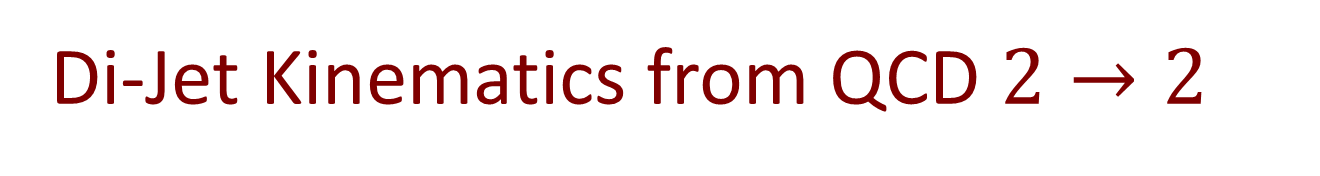 Di-Jet Kinematics from QCD 2 → 2